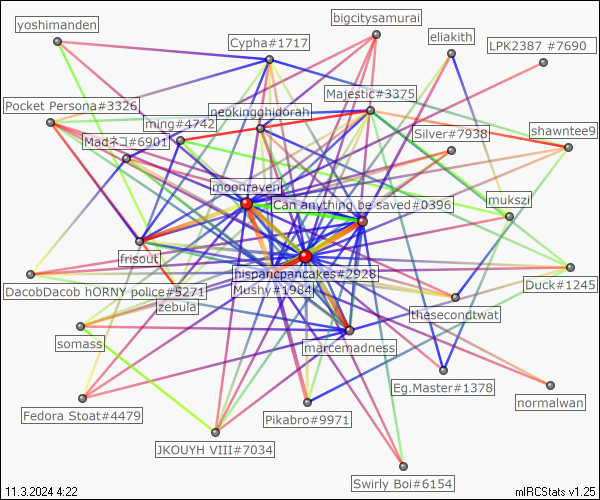 yoshimanden
bigcitysamurai
Cypha#1717
eliakith
LPK2387 #7690
Pocket Persona#3326
neokingghidorah
Majestic#3375
ming#4742
Madネコ#6901
Silver#7938
shawntee9
moonraven
Can anything be saved#0396
mukszi
frisout
hispanicpancakes#2928
DacobDacob hORNY police#5271
Mushy#1984
Duck#1245
zebula
thesecondtwat
somass
marcemadness
Eg.Master#1378
normalwan
Fedora Stoat#4479
Pikabro#9971
JKOUYH VIII#7034
Swirly Boi#6154
11.3.2024 4:22
mIRCStats v1.25